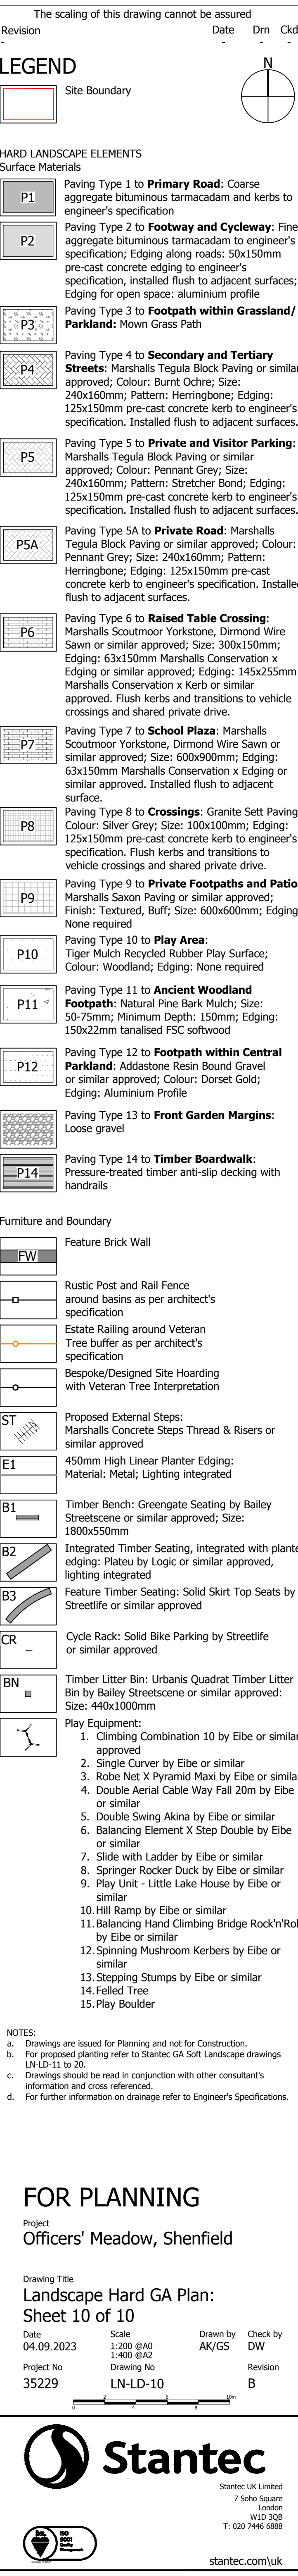 The scaling of this drawing cannot be assured
Revision Date Drn Ckd
- - - -
LEGEND
N
Site Boundary
HARD LANDSCAPE ELEMENTS
Surface Materials
P1
Paving Type 1 to Primary Road: Coarse
aggregate bituminous tarmacadam and kerbs to
engineer's specification
P2
Paving Type 2 to Footway and Cycleway: Fine
aggregate bituminous tarmacadam to engineer's
specification; Edging along roads: 50x150mm
pre-cast concrete edging to engineer's
specification, installed flush to adjacent surfaces;
Edging for open space: aluminium profile
P3
Paving Type 3 to Footpath within Grassland/
Parkland: Mown Grass Path
P4
Paving Type 4 to Secondary and Tertiary
Streets: Marshalls Tegula Block Paving or similar
approved; Colour: Burnt Ochre; Size:
240x160mm; Pattern: Herringbone; Edging:
125x150mm pre-cast concrete kerb to engineer's
specification. Installed flush to adjacent surfaces.
P5
Paving Type 5 to Private and Visitor Parking:
Marshalls Tegula Block Paving or similar
approved; Colour: Pennant Grey; Size:
240x160mm; Pattern: Stretcher Bond; Edging:
125x150mm pre-cast concrete kerb to engineer's
specification. Installed flush to adjacent surfaces.
P5A
Paving Type 5A to Private Road: Marshalls
Tegula Block Paving or similar approved; Colour:
Pennant Grey; Size: 240x160mm; Pattern:
Herringbone; Edging: 125x150mm pre-cast
concrete kerb to engineer's specification. Installed
flush to adjacent surfaces.
P6
Paving Type 6 to Raised Table Crossing:
Marshalls Scoutmoor Yorkstone, Dirmond Wire
Sawn or similar approved; Size: 300x150mm;
Edging: 63x150mm Marshalls Conservation x
Edging or similar approved; Edging: 145x255mm
Marshalls Conservation x Kerb or similar
approved. Flush kerbs and transitions to vehicle
crossings and shared private drive.
P7
Paving Type 7 to School Plaza: Marshalls
Scoutmoor Yorkstone, Dirmond Wire Sawn or
similar approved; Size: 600x900mm; Edging:
63x150mm Marshalls Conservation x Edging or
similar approved. Installed flush to adjacent
surface.
P8
Paving Type 8 to Crossings: Granite Sett Paving
Colour: Silver Grey; Size: 100x100mm; Edging:
125x150mm pre-cast concrete kerb to engineer's
specification. Flush kerbs and transitions to
vehicle crossings and shared private drive.
P9
Paving Type 9 to Private Footpaths and Patio
Marshalls Saxon Paving or similar approved;
Finish: Textured, Buff; Size: 600x600mm; Edging
None required
P10
Paving Type 10 to Play Area:
Tiger Mulch Recycled Rubber Play Surface;
Colour: Woodland; Edging: None required
P11
Paving Type 11 to Ancient Woodland
Footpath: Natural Pine Bark Mulch; Size:
50-75mm; Minimum Depth: 150mm; Edging:
150x22mm tanalised FSC softwood
P12
Paving Type 12 to Footpath within Central
Parkland: Addastone Resin Bound Gravel
or similar approved; Colour: Dorset Gold;
Edging: Aluminium Profile
Paving Type 13 to Front Garden Margins:
Loose gravel
P14
Paving Type 14 to Timber Boardwalk:
Pressure-treated timber anti-slip decking with
handrails
Furniture and Boundary
FW
Feature Brick Wall
Rustic Post and Rail Fence
around basins as per architect's
specification
Estate Railing around Veteran
Tree buffer as per architect's
specification
Bespoke/Designed Site Hoarding
with Veteran Tree Interpretation
ST
Proposed External Steps:
Marshalls Concrete Steps Thread & Risers or
similar approved
E1
450mm High Linear Planter Edging:
Material: Metal; Lighting integrated
B1
Timber Bench: Greengate Seating by Bailey
Streetscene or similar approved; Size:
1800x550mm
B2
Integrated Timber Seating, integrated with plante
edging: Plateu by Logic or similar approved,
lighting integrated
B3
Feature Timber Seating: Solid Skirt Top Seats by
Streetlife or similar approved
CR
Cycle Rack: Solid Bike Parking by Streetlife
or similar approved
BN
Timber Litter Bin: Urbanis Quadrat Timber Litter
Bin by Bailey Streetscene or similar approved:
Size: 440x1000mm
Play Equipment:
1. Climbing Combination 10 by Eibe or similar
approved
2. Single Curver by Eibe or similar
3. Robe Net X Pyramid Maxi by Eibe or simila
4. Double Aerial Cable Way Fall 20m by Eibe
or similar
5. Double Swing Akina by Eibe or similar
6. Balancing Element X Step Double by Eibe
or similar
7. Slide with Ladder by Eibe or similar
8. Springer Rocker Duck by Eibe or similar
9. Play Unit - Little Lake House by Eibe or
similar
10. Hill Ramp by Eibe or similar
11. Balancing Hand Climbing Bridge Rock'n'Rol
by Eibe or similar
12. Spinning Mushroom Kerbers by Eibe or
similar
13. Stepping Stumps by Eibe or similar
14. Felled Tree
15. Play Boulder
NOTES:
a. Drawings are issued for Planning and not for Construction.
b. For proposed planting refer to Stantec GA Soft Landscape drawings
LN-LD-11 to 20.
c. Drawings should be read in conjunction with other consultant's
information and cross referenced.
d. For further information on drainage refer to Engineer's Specifications.
FOR PLANNING
Project
Officers' Meadow, Shenfield
Drawing Title
Landscape Hard GA Plan:
Sheet 10 of 10
Date Scale Drawn by Check by
04.09.2023 1:200 @A0 AK/GS DW
1:400 @A2
Project No Drawing No Revision
35229 LN-LD-10 B
2 6 10m
0 4 8
Stantec
Stantec UK Limited
7 Soho Square
London
W1D 3QB
T: 020 7446 6888
bsi.
ISO
9001
Quality
Management
stantec.com\uk